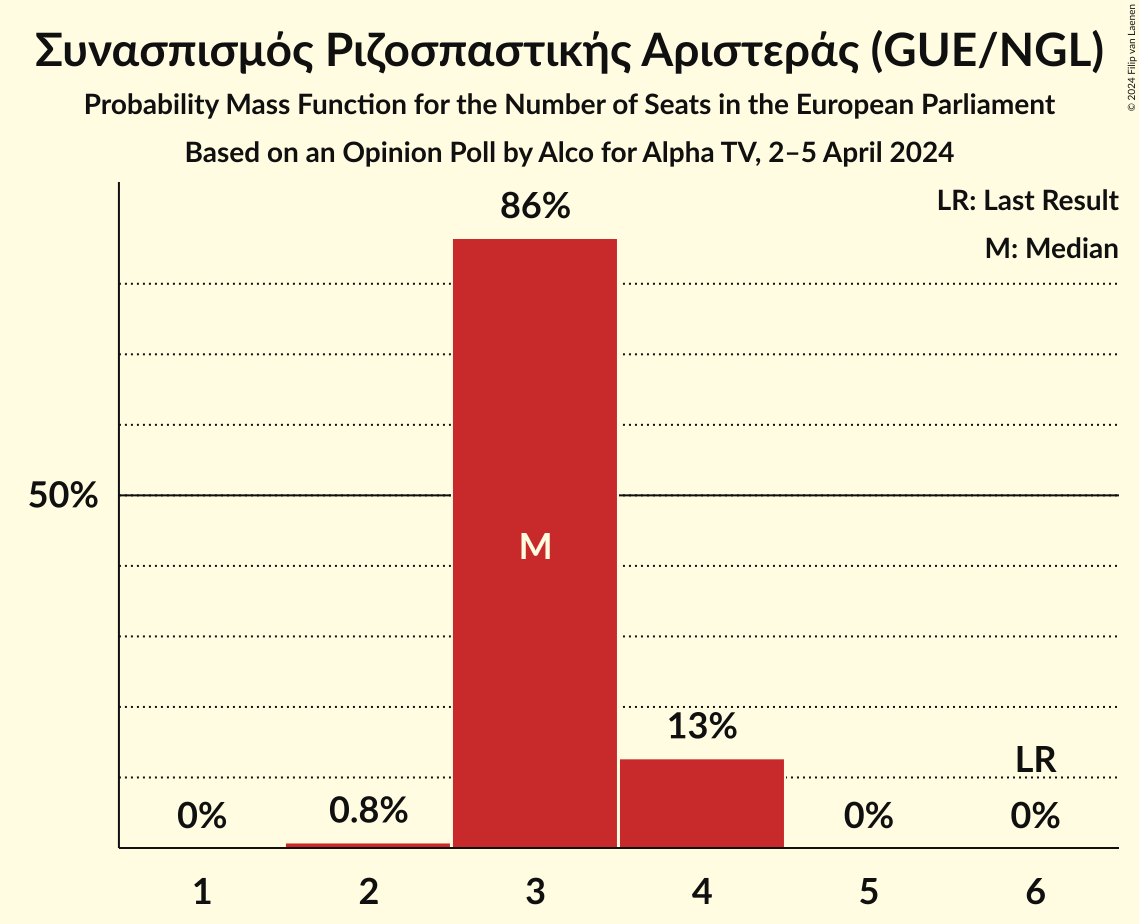 Συνασπισμός Ριζοσπαστικής Αριστεράς (GUE/NGL)
Probability Mass Function for the Number of Seats in the European Parliament
Based on an Opinion Poll by Alco for Alpha TV, 2–5 April 2024
© 2024 Filip van Laenen
LR: Last Result
M: Median
86%
50%
M
13%
LR
0%
0.8%
0%
0%
1
2
3
4
5
6